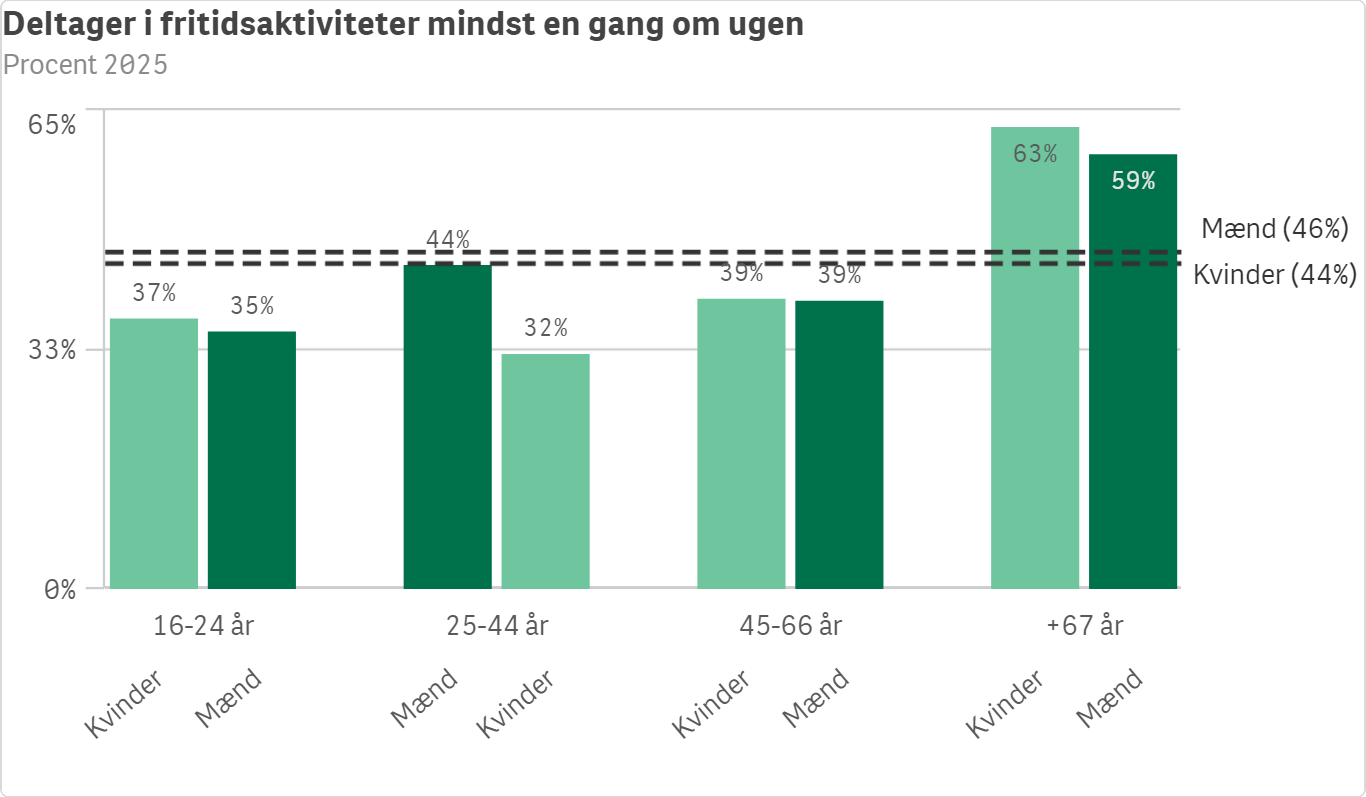 Deltager i fritidsaktiviteter mindst en gang om ugen
Procent 2025
65%
33%
0%
37%
35%
44%
32%
39%
39%
63%
59%
Mænd (46%)
Kvinder (44%)
16-24 år
25-44 år
45-66 år
+67 år
Kvinder
Mænd
Mænd
Kvinder
Kvinder
Mænd
Kvinder
Mænd